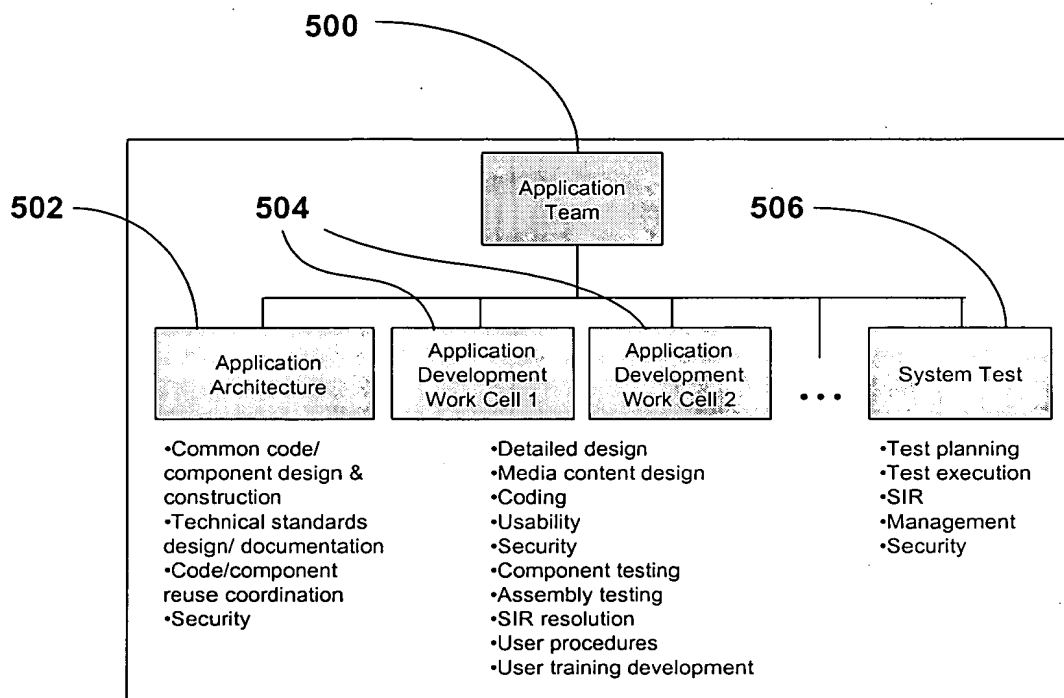 500
Application
Team
502
504
506
Application
Architecture
Application
Development
Work Cell 1
Application
Development
Work Cell 2
...
System Test
•Common code/
component design &
construction
•Technical standards
design/ documentation
•Code/component
reuse coordination
•Security
•Detailed design
•Media content design
•Coding
•Usability
•Security
•Component testing
•Assembly testing
•SIR resolution
•User procedures
•User training development
•Test planning
•Test execution
•SIR
•Management
•Security